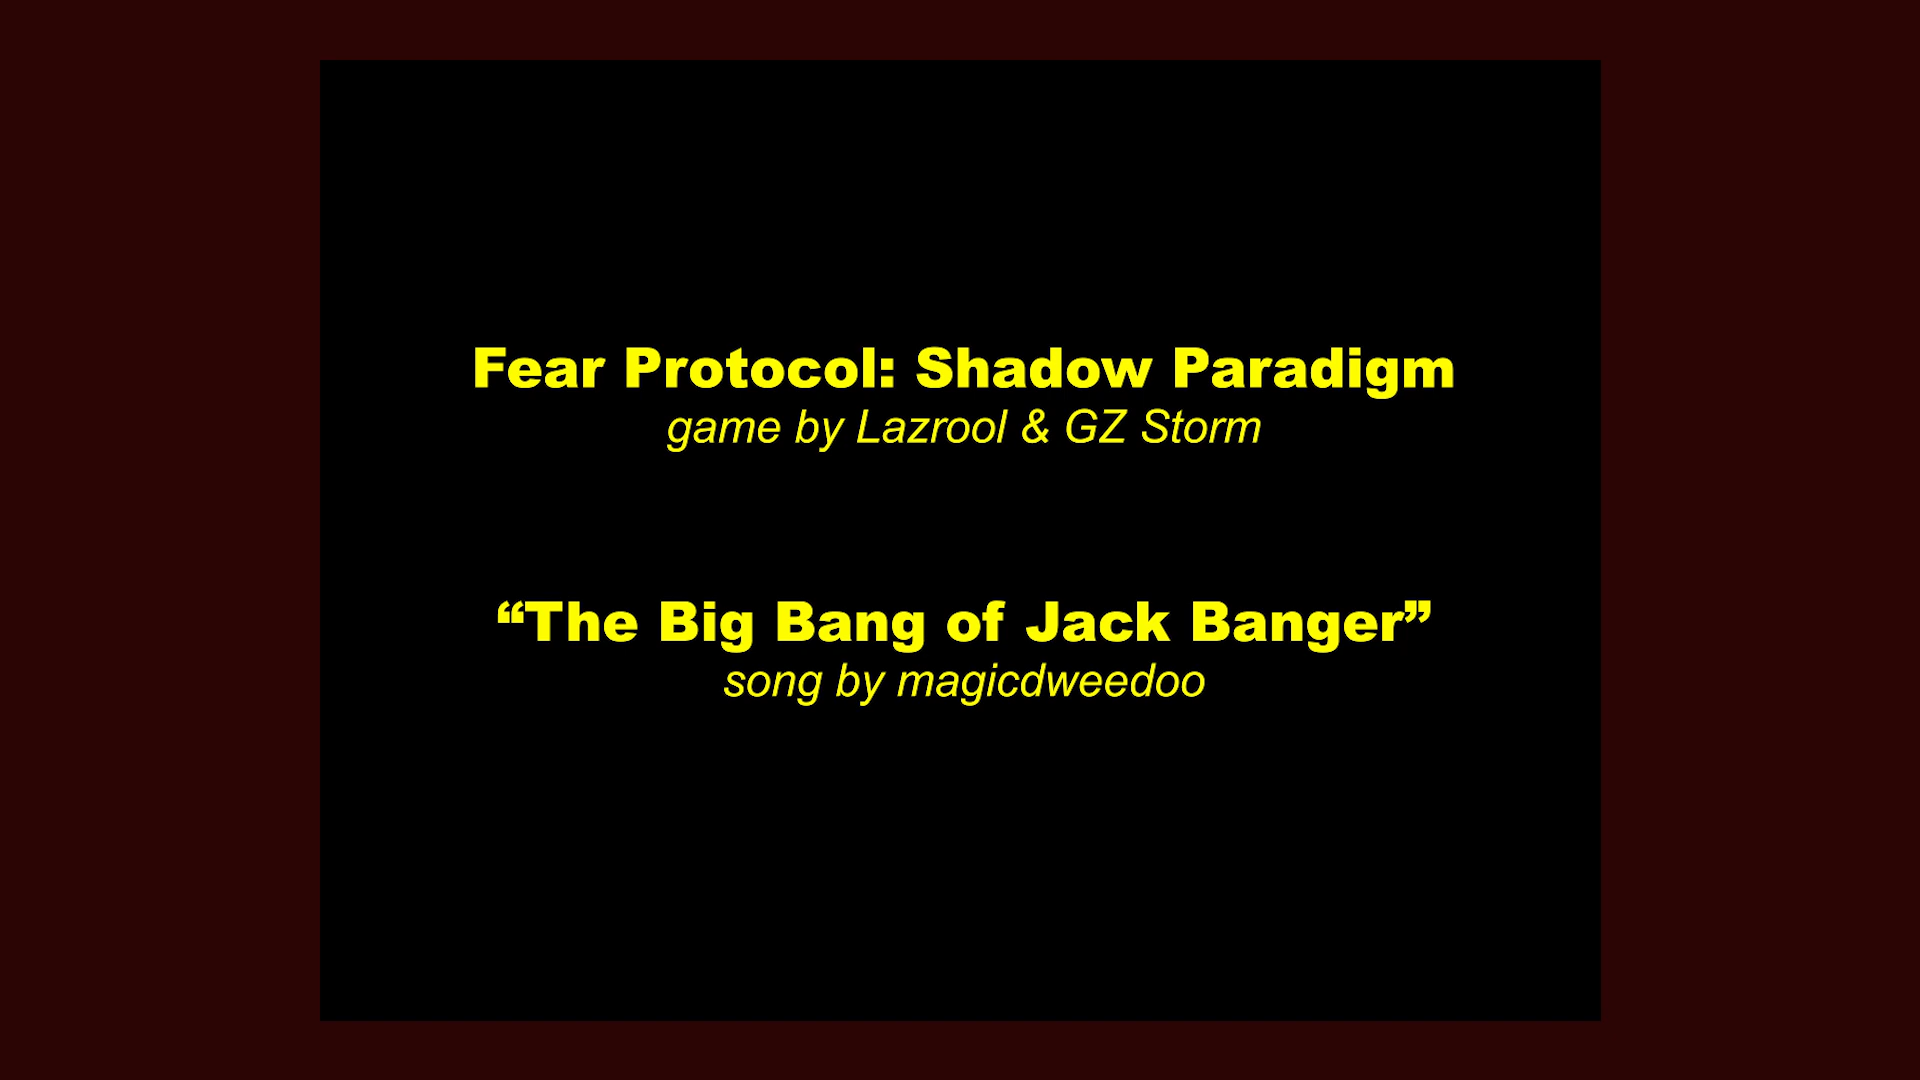 Fear Protocol: Shadow Paradigm
game by Lazrool & GZ Storm
“The Big Bang of Jack Banger”
song by magicdweedoo